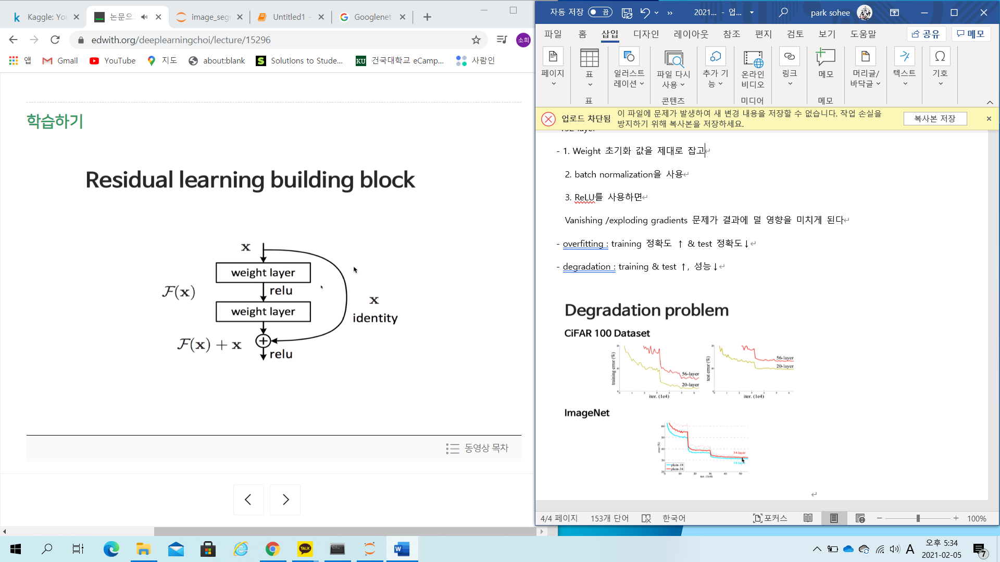 Kaggle: You
논문으
image_seg
Untitled1 -
Googlenet
edwith.org/deeplearningchoi/lecture/15296
소희
앱
Gmail
YouTube
지도
about:blank
Solutions to Stude...
KU 건국대학교 eCamp...
사람인
학습하기
Residual learning building block
x
weight layer
F(x)
relu
x
weight layer
identity
F(x) + x
relu
동영상 목차
자동 저장 끔
2021... - 업...
park sohee
파일 홈 삽입 디자인 레이아웃 참조 편지 검토 보기 도움말
공유 메모
페이지
표
일러스트
레이션
파일 다시
사용
추가 기
능
온라인
비디오
링크
메모
머리글/
바닥글
텍스트
기호
표 콘텐츠 미디어 메모
업로드 차단됨 이 파일에 문제가 발생하여 새 변경 내용을 저장할 수 없습니다. 작업 손실을
방지하기 위해 복사본을 저장하세요.
복사본 저장
- 1. Weight 초기화 값을 제대로 잡고
2. batch normalization을 사용
3. ReLU를 사용하면
Vanishing /exploding gradients 문제가 결과에 덜 영향을 미치게 된다
- overfitting : training 정확도 ↑ & test 정확도↓
- degradation : training & test ↑, 성능↓
Degradation problem
CiFAR 100 Dataset
training error (%)
56-layer
20-layer
iter. (1e4)
test error (%)
56-layer
20-layer
iter. (1e4)
ImageNet
error (%)
34-layer
18-layer
plain-18
plain-34
iter. (1e4)
4/4 페이지 153개 단어 한국어
포커스
100%
TALK
A
오후 5:34
2021-02-05
7